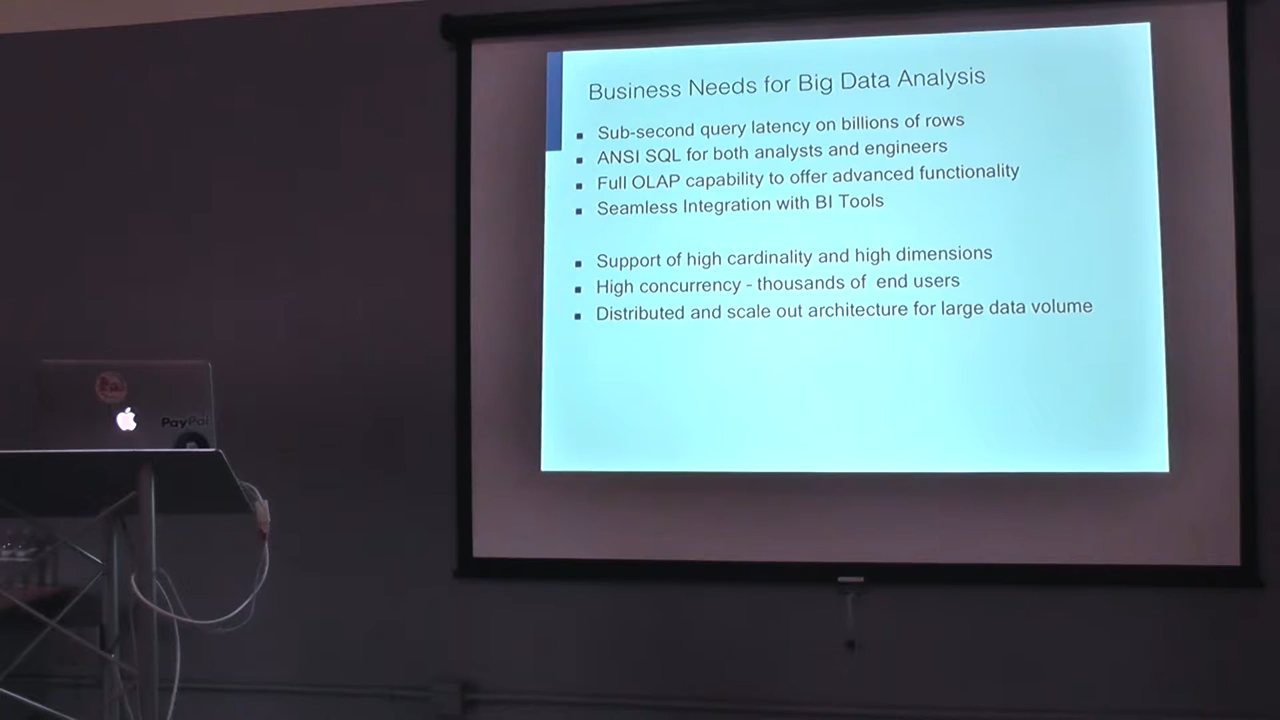 Business Needs for Big Data Analysis
Sub-second query latency on billions of rows
ANSI SQL for both analysts and engineers
Full OLAP capability to offer advanced functionality
Seamless Integration with BI Tools
Support of high cardinality and high dimensions
High concurrency - thousands of end users
Distributed and scale out architecture for large data volume
PayPal